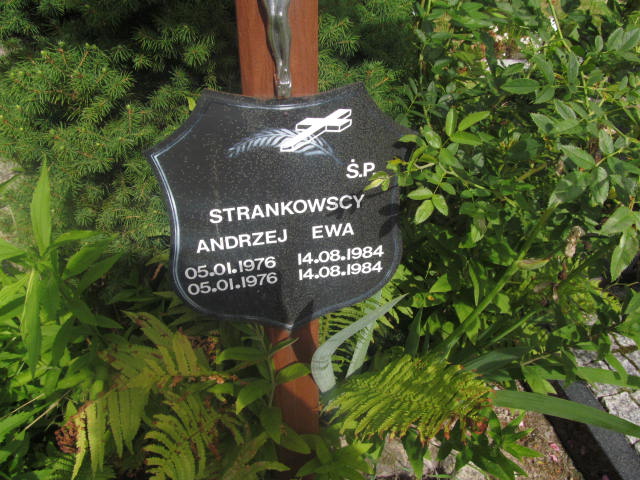 Ś.P.
STRANKOWSCY
ANDRZEJ EWA
05.01.1976 14.08.1984
05.01.1976 14.08.1984